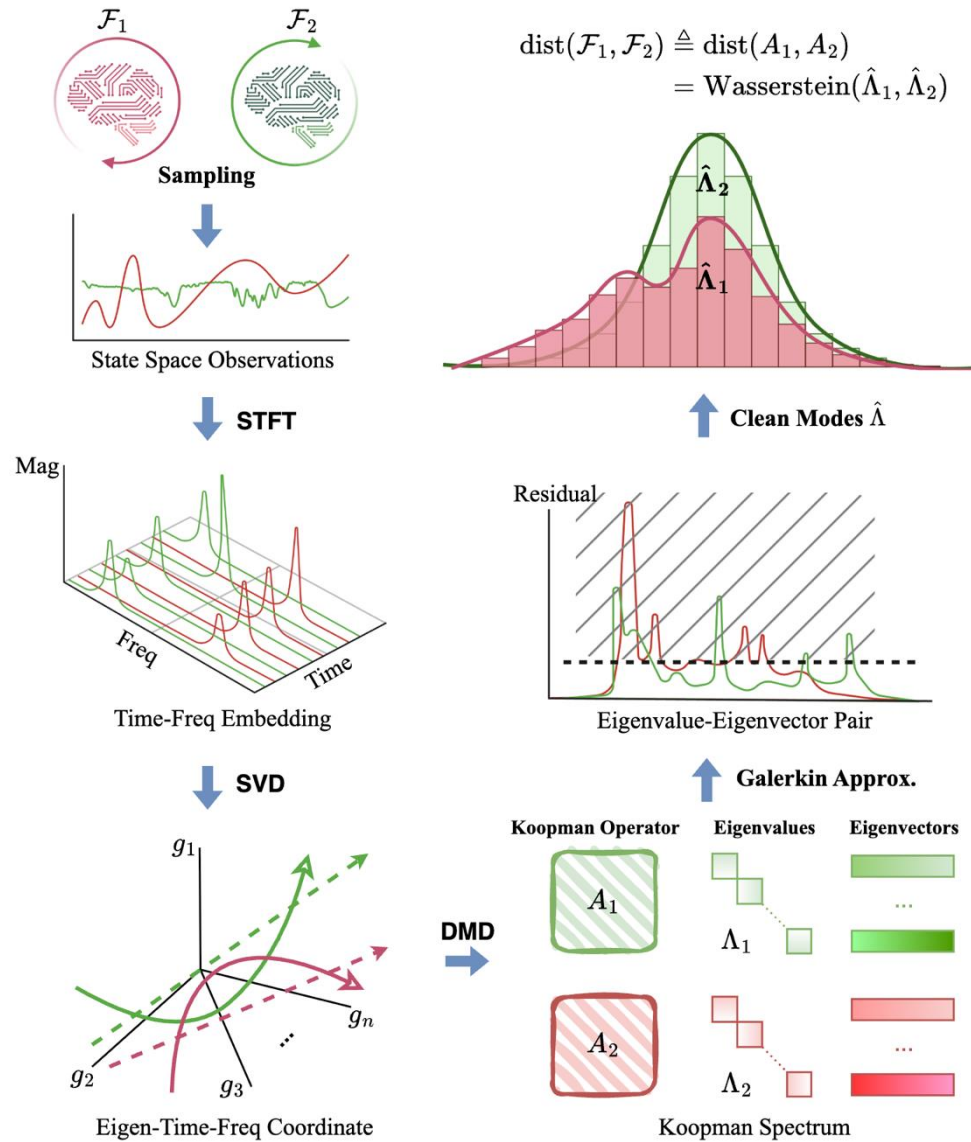 𝓕₁
𝓕₂
Sampling
State Space Observations
STFT
Mag
Freq
Time
Time-Freq Embedding
SVD
g₁
g₂
g₃
...
gₙ
Eigen-Time-Freq Coordinate
DMD
Koopman Operator
Eigenvalues
Eigenvectors
A₁
Λ₁
...
A₂
Λ₂
...
Koopman Spectrum
Galerkin Approx.
Residual
Eigenvalue-Eigenvector Pair
Clean Modes Λ̂
Λ̂₂
Λ̂₁
dist(𝓕₁, 𝓕₂) ≜ dist(A₁, A₂)
= Wasserstein(Λ̂₁, Λ̂₂)